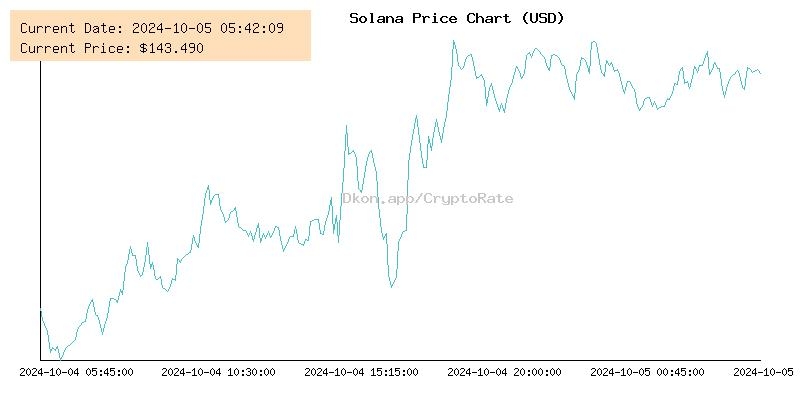 Solana Price Chart (USD)
Current Date: 2024-10-05 05:42:09
Current Price: $143.490
Dkon.app/CryptoRate
2024-10-04 05:45:00 2024-10-04 10:30:00 2024-10-04 15:15:00 2024-10-04 20:00:00 2024-10-05 00:45:00 2024-10-05